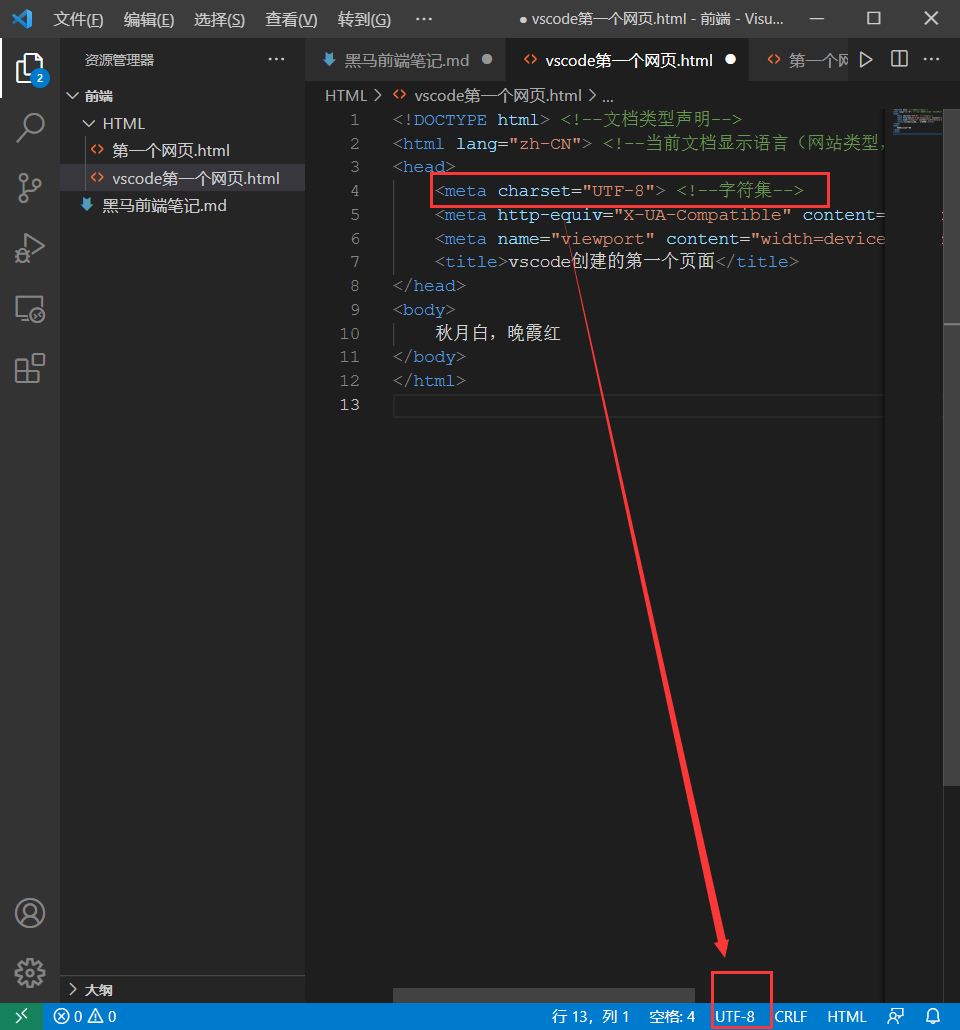 文件(F) 编辑(E) 选择(S) 查看(V) 转到(G) ··· ● vscode第一个网页.html - 前端 - Visu...
资源管理器 ···
黑马前端笔记.md ● vscode第一个网页.html ● 第一个网
2
前端
HTML
第一个网页.html
vscode第一个网页.html
黑马前端笔记.md
HTML > vscode第一个网页.html > ...
1 <!DOCTYPE html> <!--文档类型声明-->
2 <html lang="zh-CN"> <!--当前文档显示语言（网站类型，
3 <head>
4 <meta charset="UTF-8"> <!--字符集-->
5 <meta http-equiv="X-UA-Compatible" content=
6 <meta name="viewport" content="width=device
7 <title>vscode创建的第一个页面</title>
8 </head>
9 <body>
10 秋月白，晚霞红
11 </body>
12 </html>
13
大纲
0 0 行 13，列 1 空格: 4 UTF-8 CRLF HTML